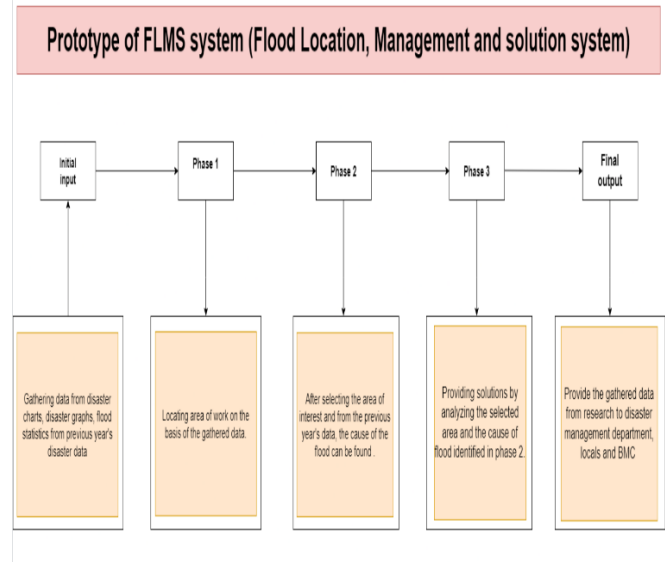 Prototype of FLMS system (Flood Location, Management and solution system)
Initial
input
Phase 1
Phase 2
Phase 3
Final
output
Gathering data from disaster
charts, disaster graphs, flood
statistics from previous year's
disaster data
Locating area of work on the
basis of the gathered data.
After selecting the area of
interest and from the previous
year's data, the cause of the
flood can be found .
Providing solutions by
analyzing the selected
area and the cause of
flood identified in phase 2.
Provide the gathered data
from research to disaster
management department,
locals and BMC